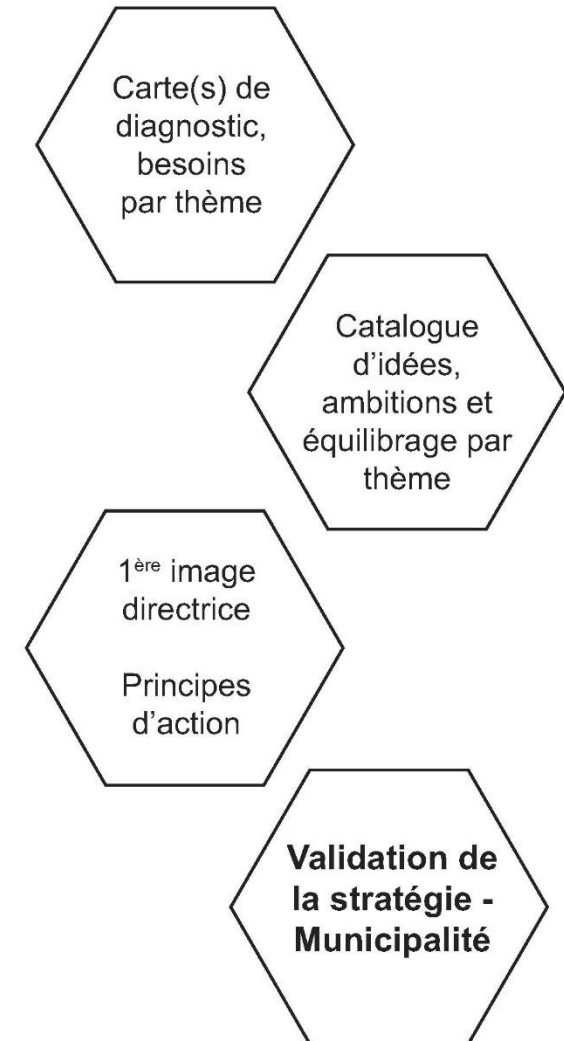 Carte(s) de
diagnostic,
besoins
par thème
Catalogue
d’idées,
ambitions et
équilibrage par
thème
1ère image
directrice
Principes
d’action
Validation de
la stratégie -
Municipalité